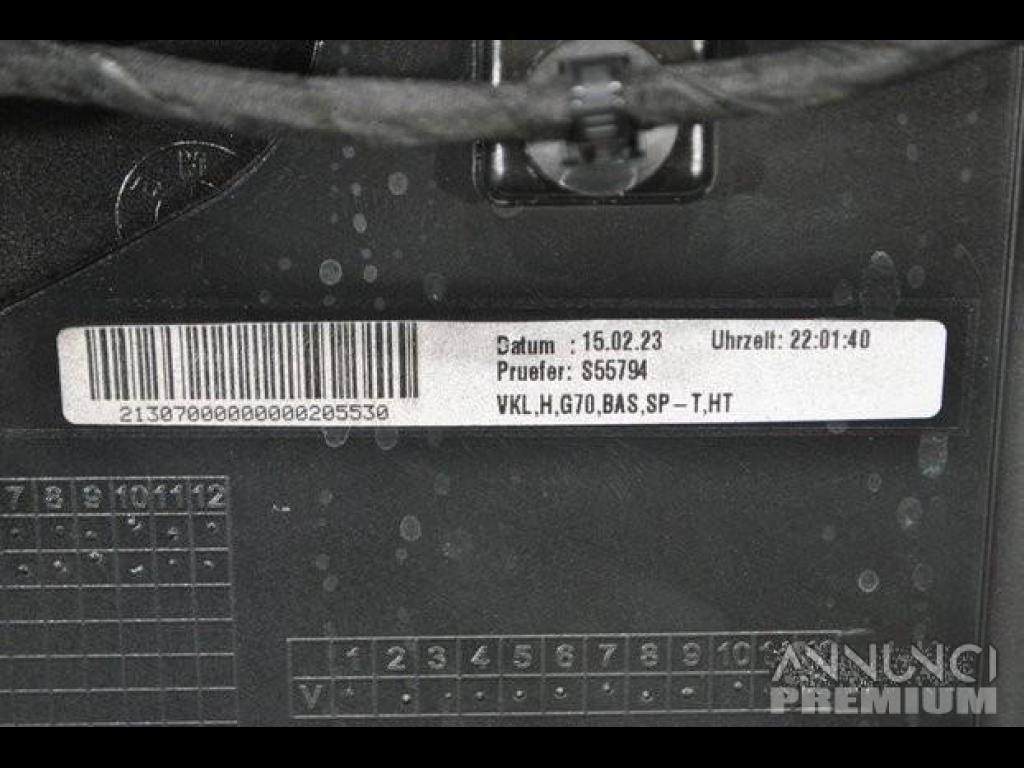 M
Datum : 15.02.23 Uhrzeit: 22:01:40
Pruefer: S55794
VKL,H,G70,BAS,SP-T,HT
21307000000000205530
7 8 9 10 11 12
1 2 3 4 5 6 7 8 9 10
V
ANNUNCI
PREMIUM